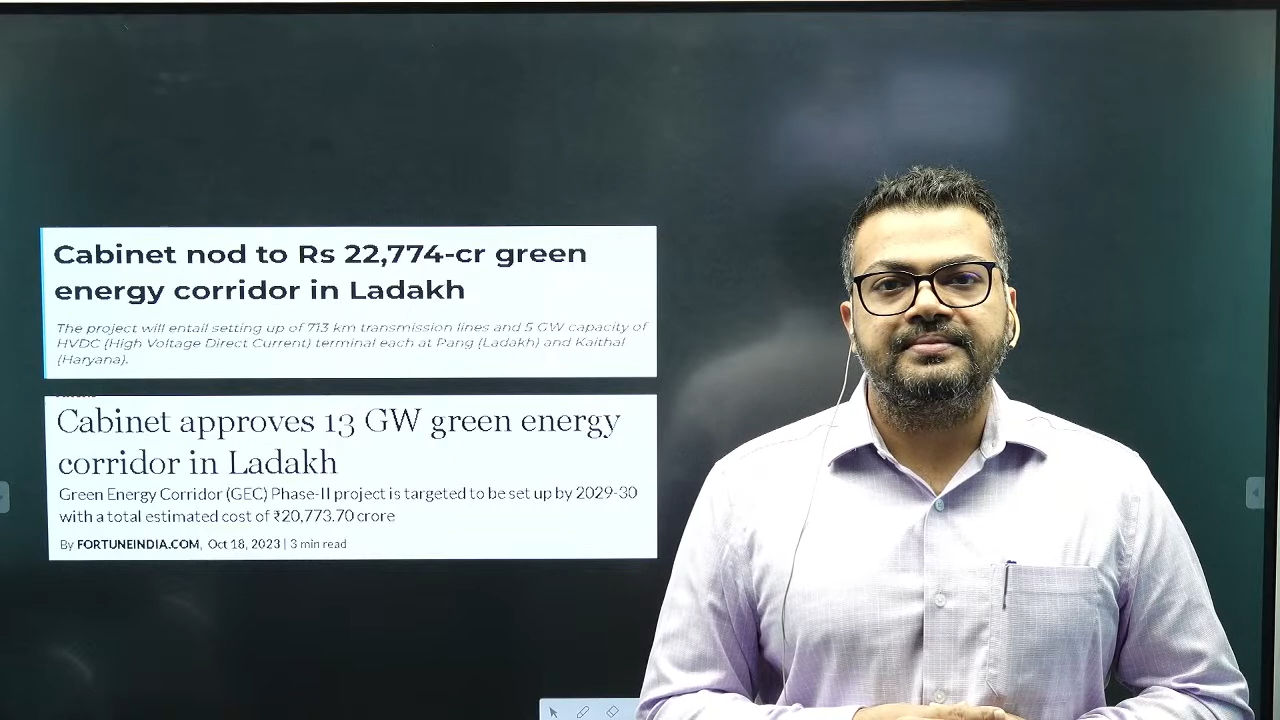 Cabinet nod to Rs 22,774-cr green
energy corridor in Ladakh
The project will entail setting up of 713 km transmission lines and 5 GW capacity of
HVDC (High Voltage Direct Current) terminal each at Pang (Ladakh) and Kaithal
(Haryana).
Cabinet approves 13 GW green energy
corridor in Ladakh
Green Energy Corridor (GEC) Phase-II project is targeted to be set up by 2029-30
with a total estimated cost of ₹20,773.70 crore
By FORTUNEINDIA.COM, Oct 18, 2023 | 3 min read